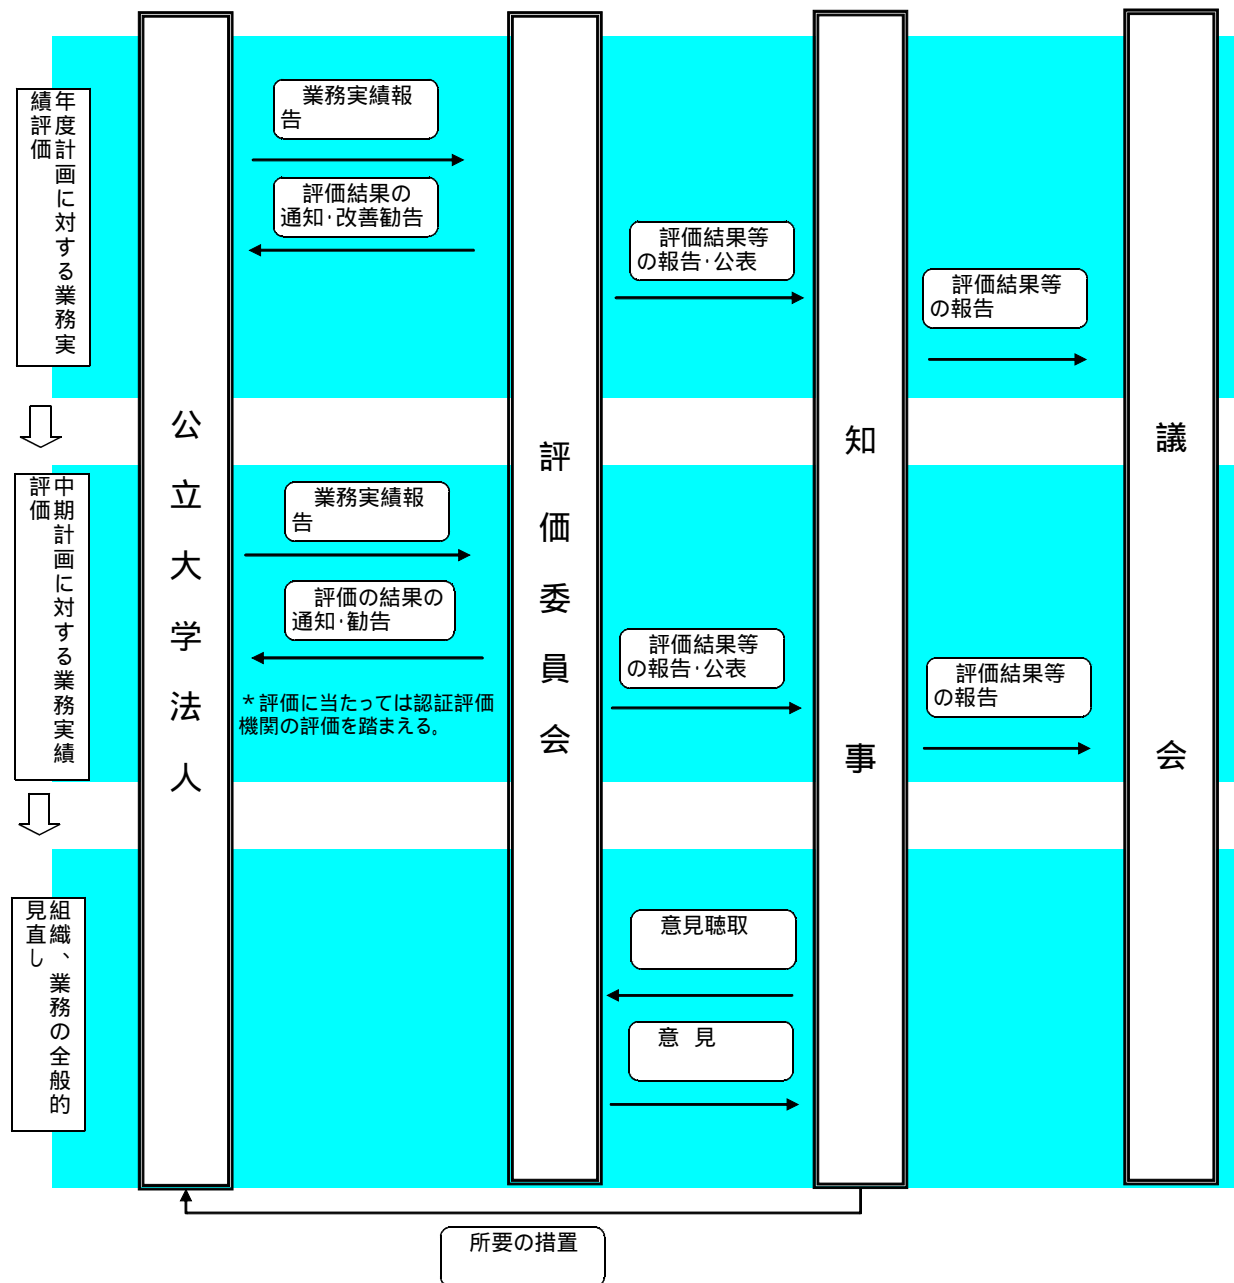 年度計画に対する業務実
績評価
業務実績報
告
評価結果の
通知・改善勧告
評価結果等
の報告・公表
評価結果等
の報告
公立大学法人
評価委員会
知事
議会
中期計画に対する業務実績
評価
業務実績報
告
評価の結果の
通知・勧告
＊評価に当たっては認証評価
機関の評価を踏まえる。
評価結果等
の報告・公表
評価結果等
の報告
組織、業務の全般的
見直し
意見聴取
意 見
所要の措置